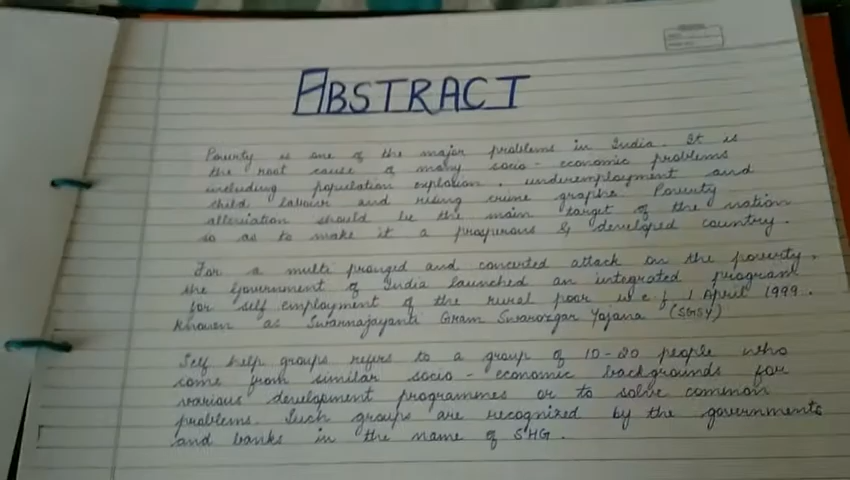 ABSTRACT
Poverty is one of the major problems in India. It is
the root cause of many socio-economic problems
including population explosion, underemployment and
child labour and rising crime graphs. Poverty
alleviation should be the main target of the nation
so as to make it a prosperous & developed country.
For a multi pronged and concerted attack on the poverty,
the Government of India launched an integrated program
for self employment of the rural poor w.e.f 1 April 1999.
Known as Swarnajayanti Gram Swarozgar Yojana (SGSY)
Self help groups refers to a group of 10-20 people who
come from similar socio-economic backgrounds for
various development programmes or to solve common
problems. Such groups are recognized by the governments
and banks in the name of SHG.